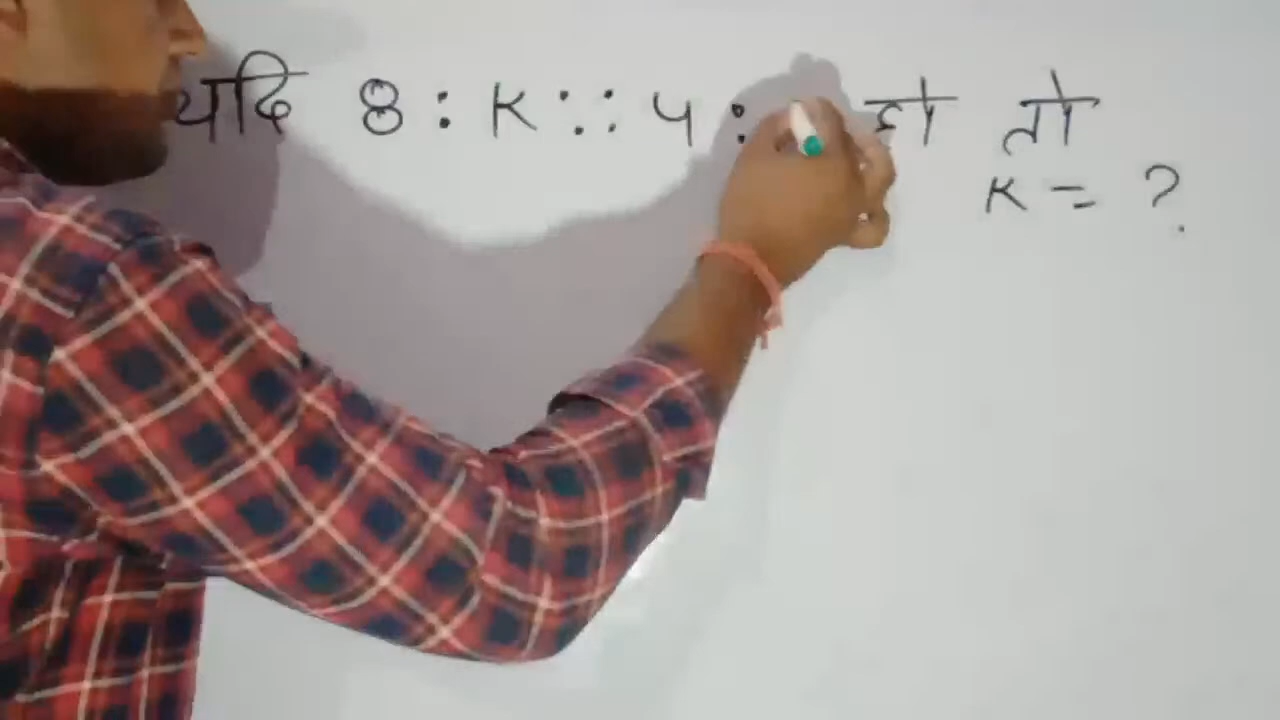 यदि 8 : K :: 4 : हो तो
K = ?